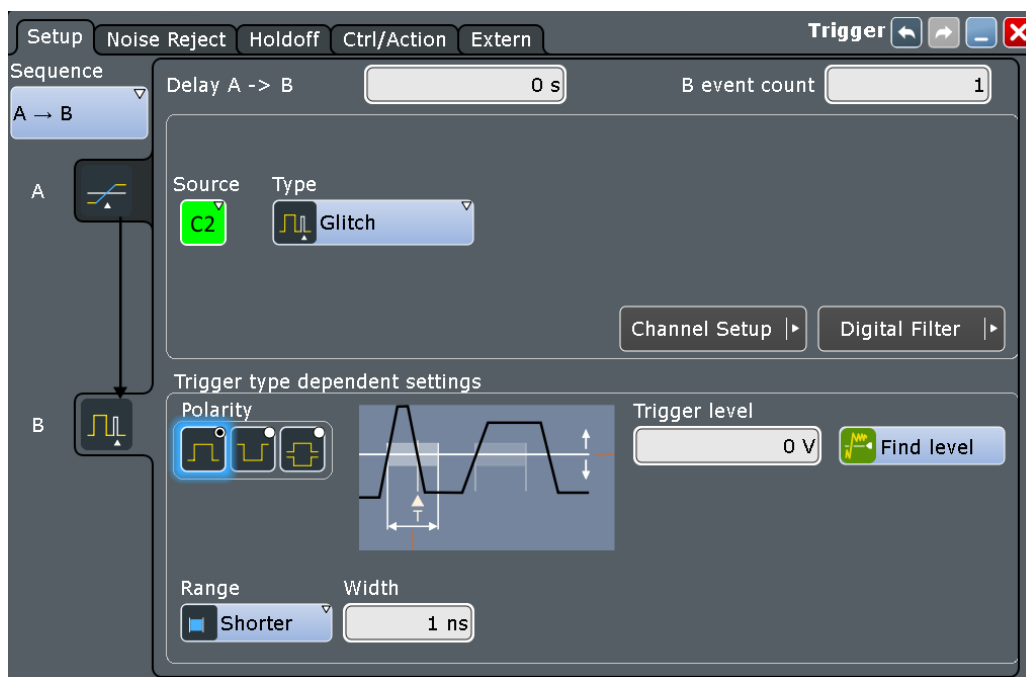 Setup Noise Reject Holdoff Ctrl/Action Extern Trigger
Sequence
A → B
Delay A -> B 0 s B event count 1
A
Source Type
C2 Glitch
Channel Setup Digital Filter
Trigger type dependent settings
B
Polarity
Trigger level
0 V Find level
T
Range Width
Shorter 1 ns